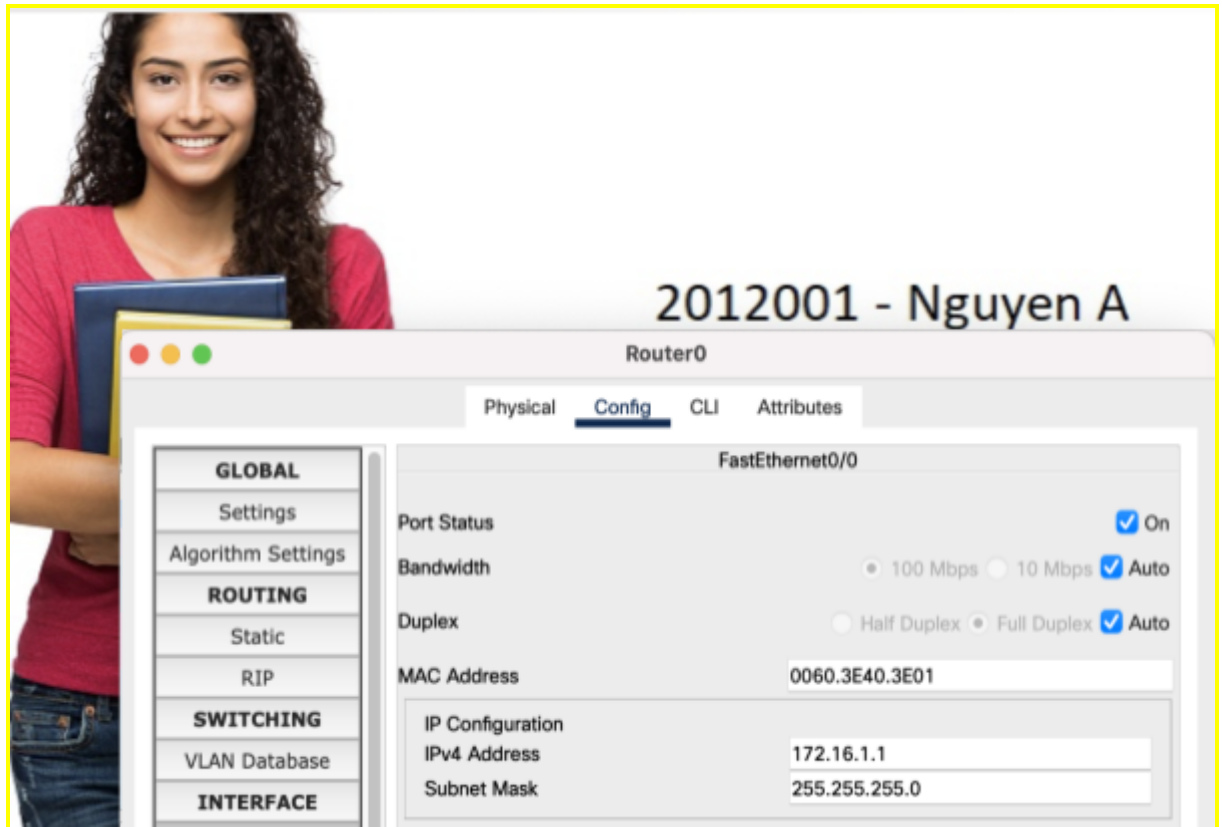 2012001 - Nguyen A
Router0
Physical Config CLI Attributes
GLOBAL
Settings
Algorithm Settings
ROUTING
Static
RIP
SWITCHING
VLAN Database
INTERFACE
FastEthernet0/0
Port Status On
Bandwidth 100 Mbps 10 Mbps Auto
Duplex Half Duplex Full Duplex Auto
MAC Address 0060.3E40.3E01
IP Configuration
IPv4 Address 172.16.1.1
Subnet Mask 255.255.255.0